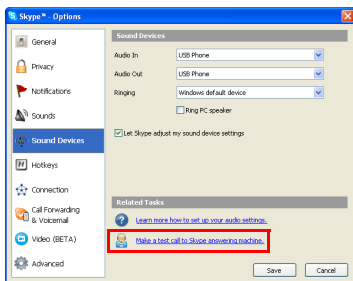 Skype™ - Options
General
Privacy
Notifications
Sounds
Sound Devices
Hotkeys
Connection
Call Forwarding
& Voicemail
Video (BETA)
Advanced
Sound Devices
Audio In
USB Phone
Audio Out
USB Phone
Ringing
Windows default device
Ring PC speaker
Let Skype adjust my sound device settings
Related Tasks
Learn more how to set up your audio settings.
Make a test call to Skype answering machine.
Save
Cancel